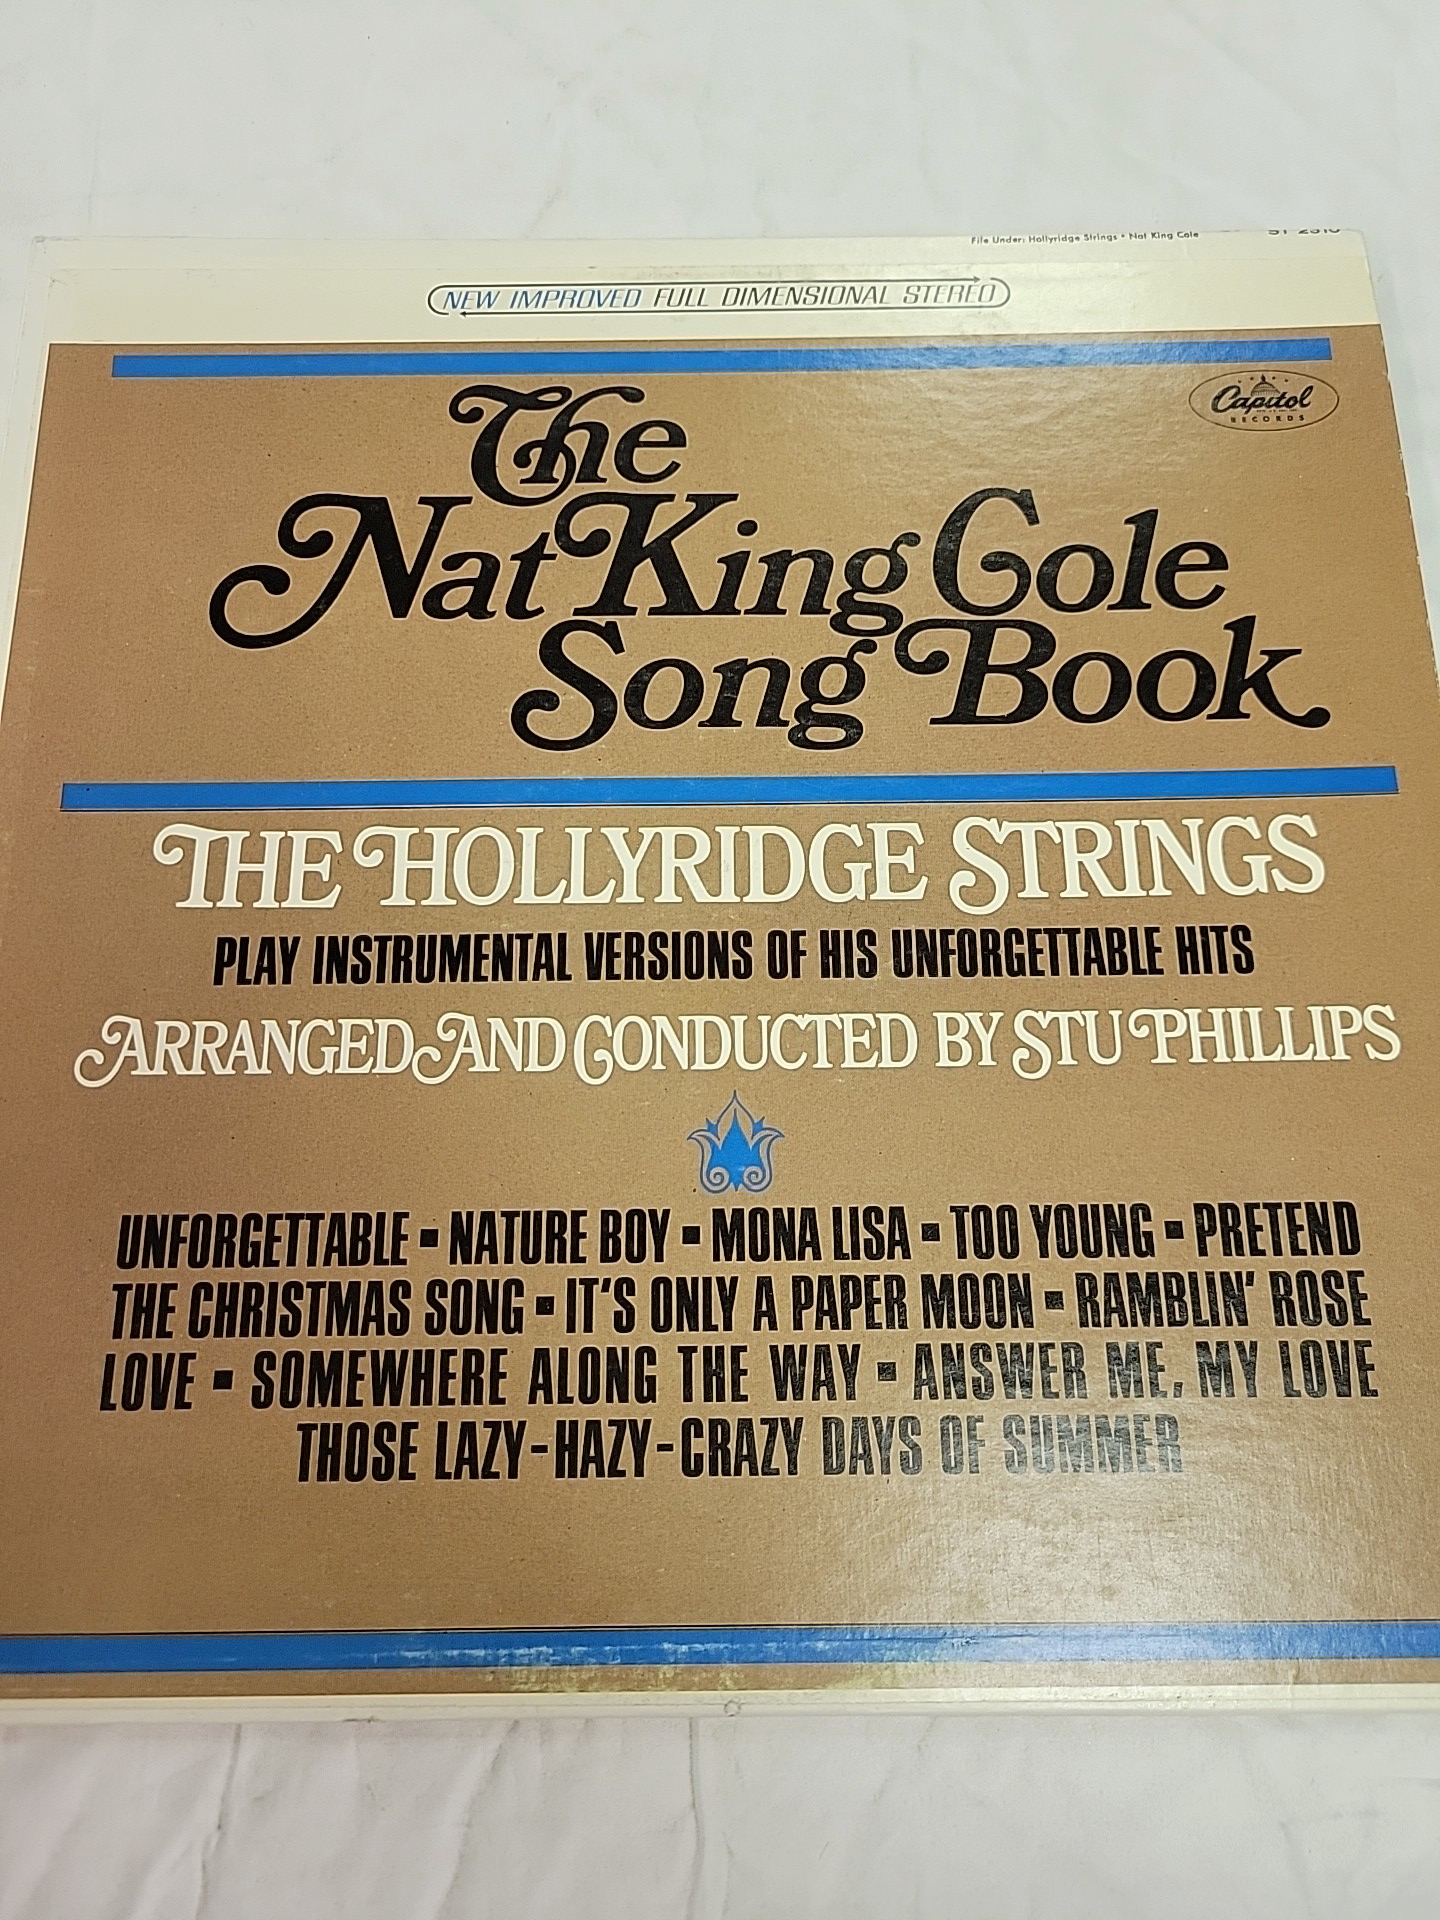 File Under: Hollyridge Strings • Nat King Cole
NEW IMPROVED FULL DIMENSIONAL STEREO
Capitol
RECORDS
The
Nat King Cole
Song Book
THE HOLLYRIDGE STRINGS
PLAY INSTRUMENTAL VERSIONS OF HIS UNFORGETTABLE HITS
ARRANGED AND CONDUCTED BY STU PHILLIPS
UNFORGETTABLE ▪ NATURE BOY ▪ MONA LISA ▪ TOO YOUNG ▪ PRETEND
THE CHRISTMAS SONG ▪ IT'S ONLY A PAPER MOON ▪ RAMBLIN' ROSE
LOVE ▪ SOMEWHERE ALONG THE WAY ▪ ANSWER ME, MY LOVE
THOSE LAZY-HAZY-CRAZY DAYS OF SUMMER